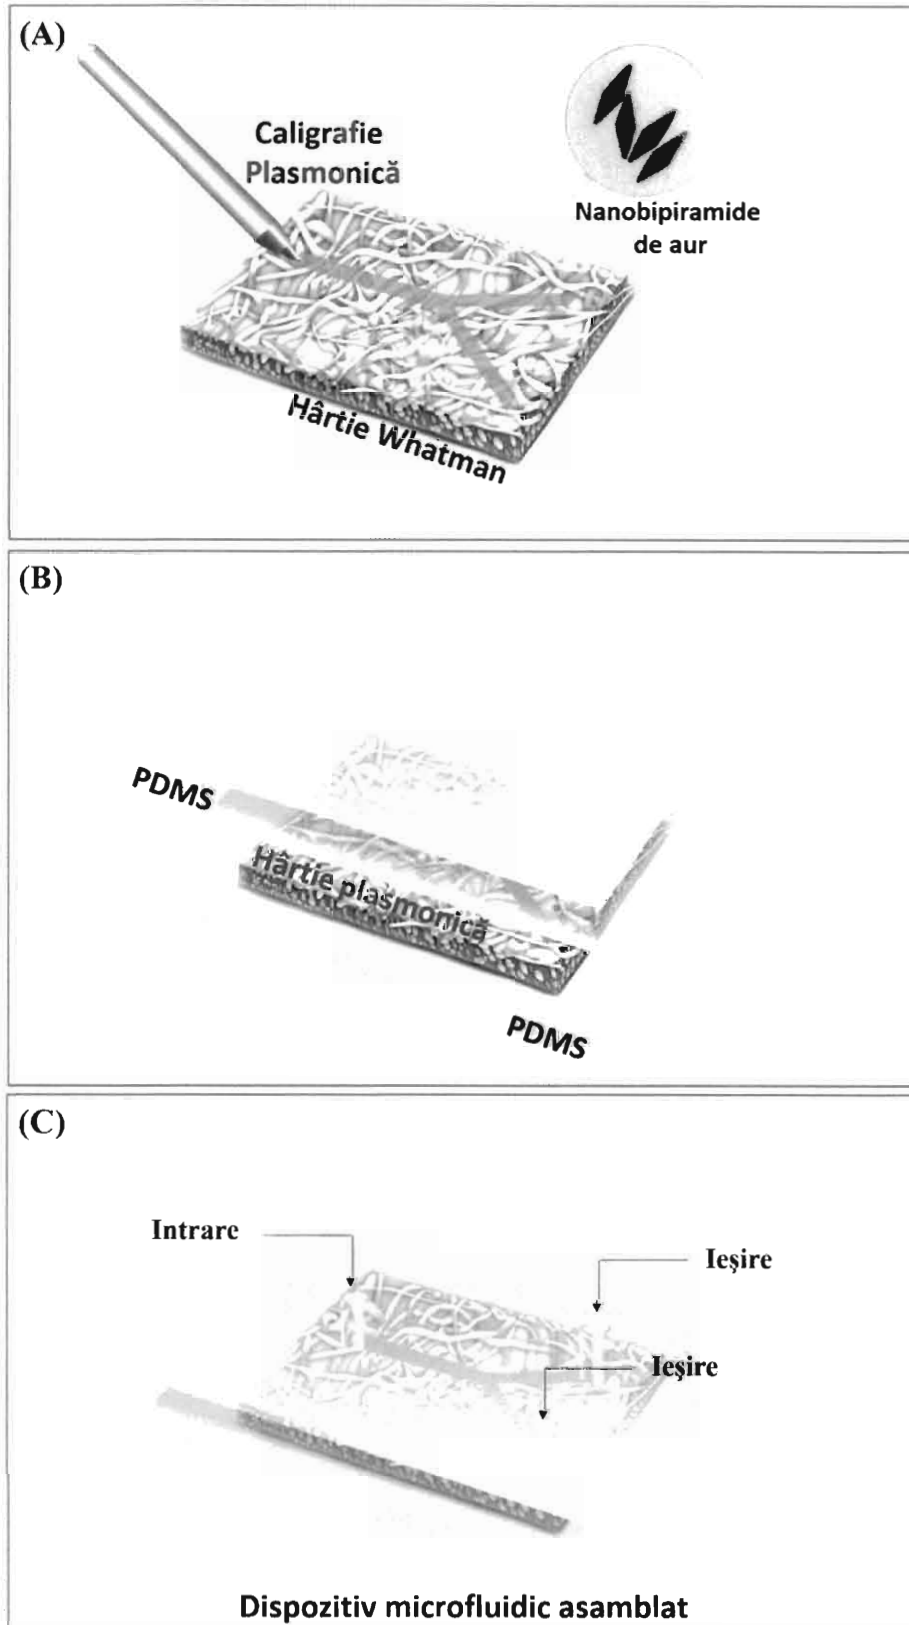 (A)
Caligrafie
Plasmonică
Nanobipiramide
de aur
Hârtie Whatman
(B)
PDMS
Hârtie plasmonică
PDMS
(C)
Intrare
Ieşire
Ieşire
Dispozitiv microfluidic asamblat